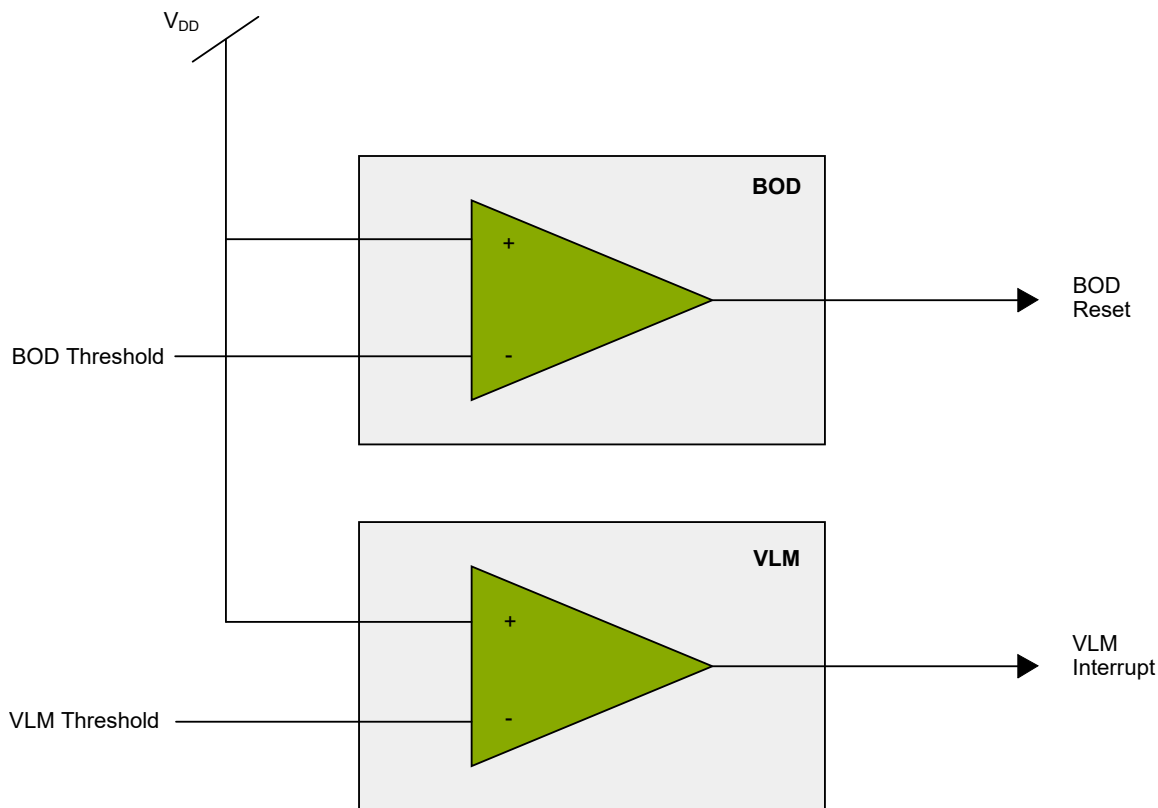 VDD
BOD
+
BOD
Reset
BOD Threshold
-
VLM
+
VLM
Interrupt
VLM Threshold
-